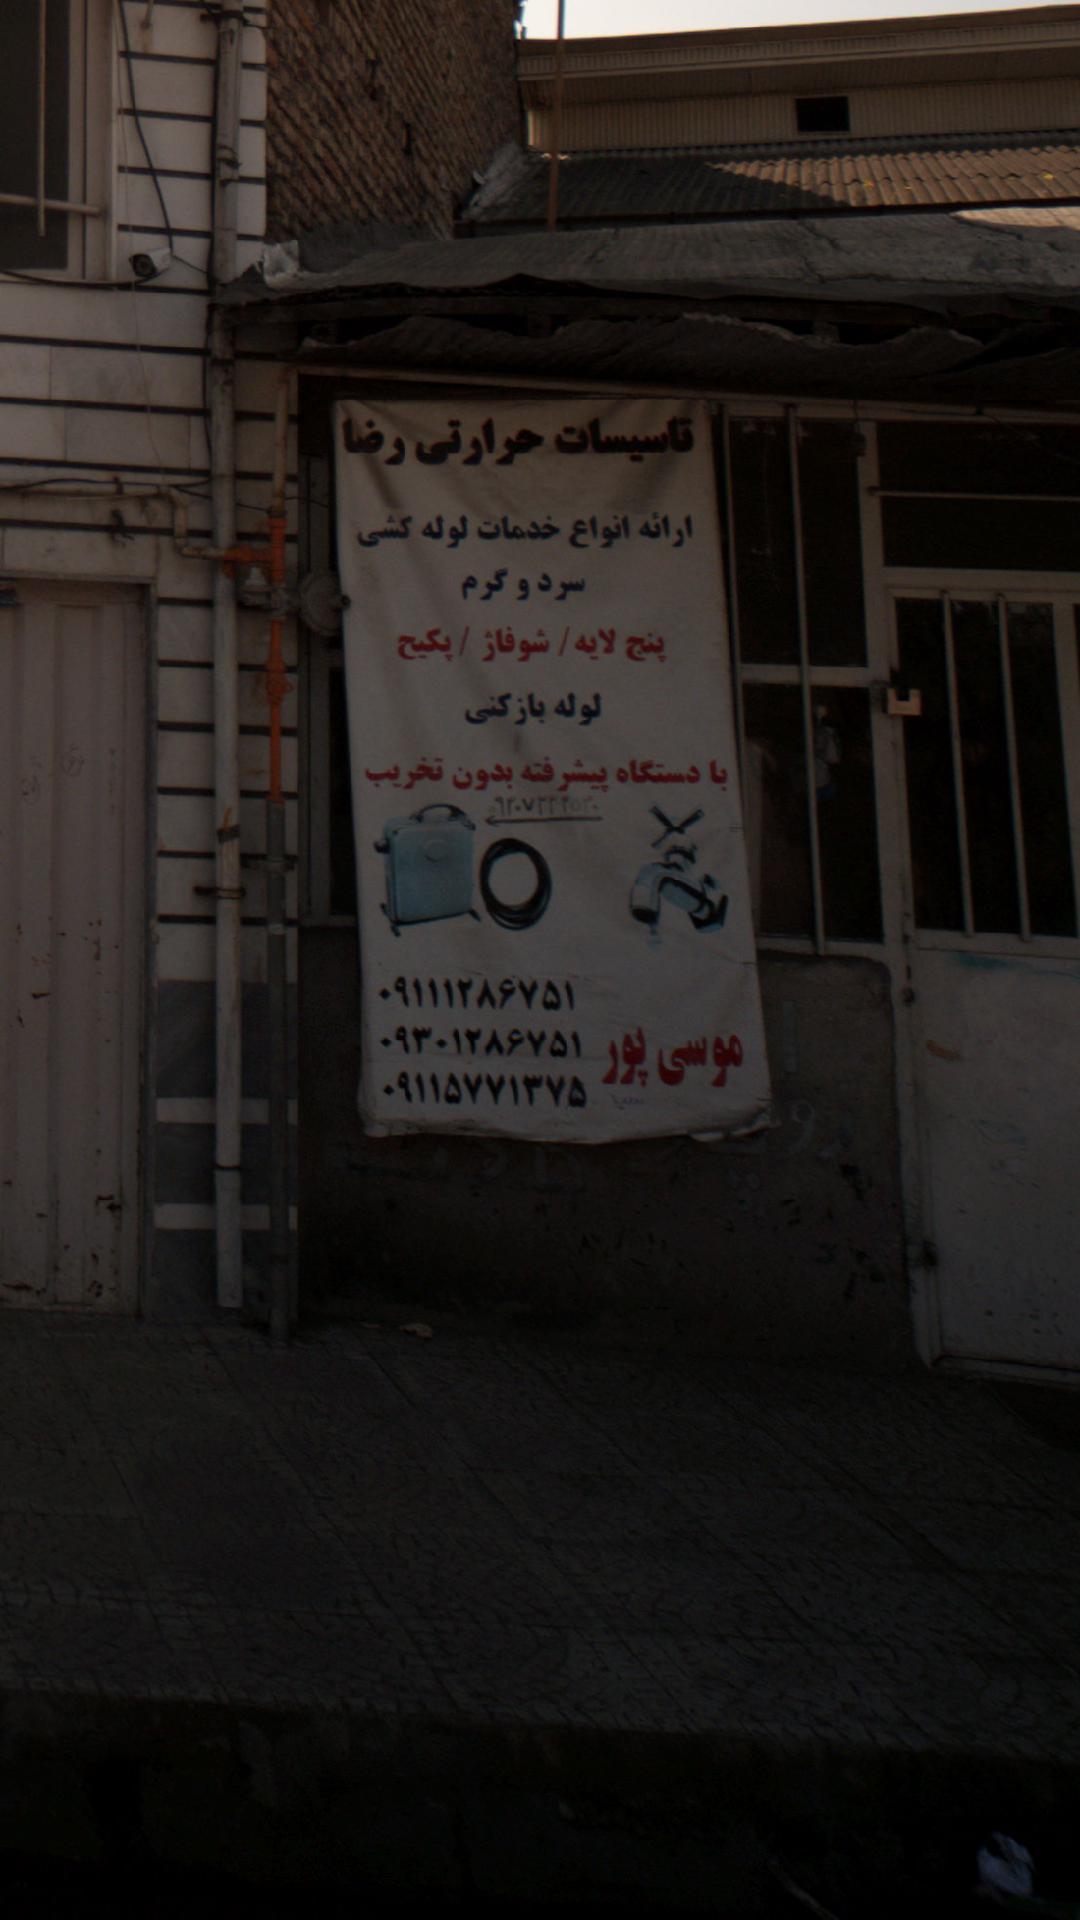 تاسیسات حرارتی رضا
ارائه انواع خدمات لوله کشی
سرد و گرم
پنج لایه / شوفاژ / پکیج
لوله بازکنی
با دستگاه پیشرفته بدون تخریب
۰۹۱۱۱۲۸۶۷۵۱
۰۹۳۰۱۲۸۶۷۵۱
موسی پور
۰۹۱۱۵۷۷۱۳۷۵